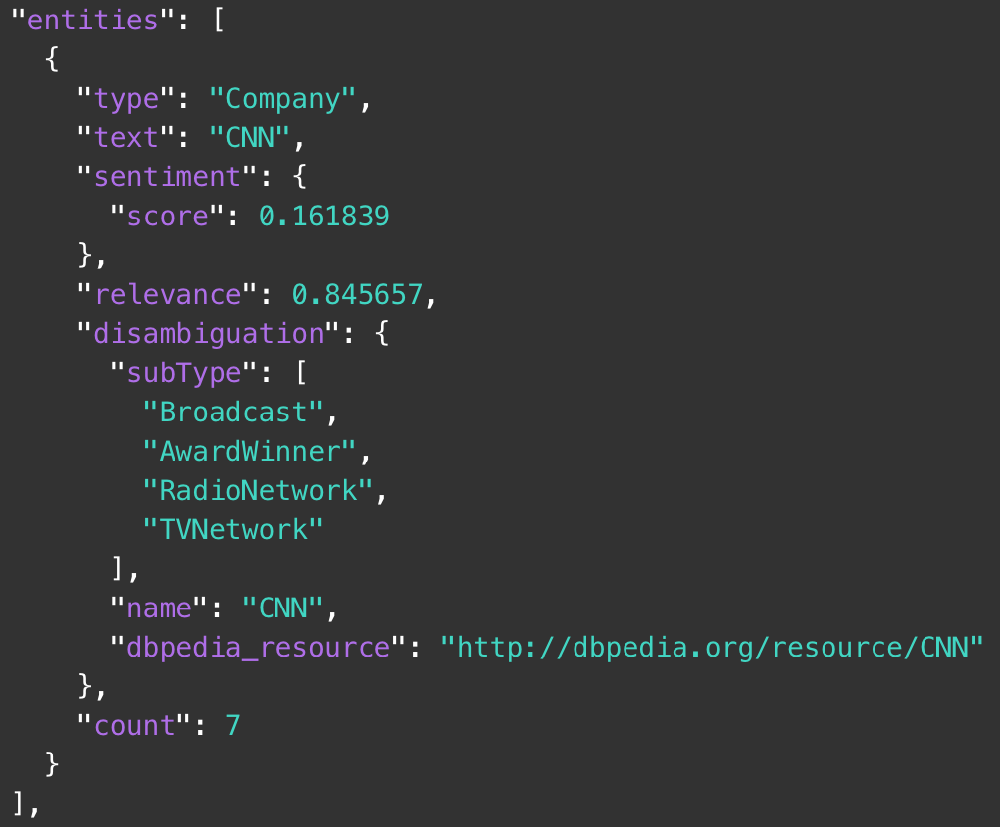 "entities": [
  {
    "type": "Company",
    "text": "CNN",
    "sentiment": {
      "score": 0.161839
    },
    "relevance": 0.845657,
    "disambiguation": {
      "subType": [
        "Broadcast",
        "AwardWinner",
        "RadioNetwork",
        "TVNetwork"
      ],
      "name": "CNN",
      "dbpedia_resource": "http://dbpedia.org/resource/CNN"
    },
    "count": 7
  }
],